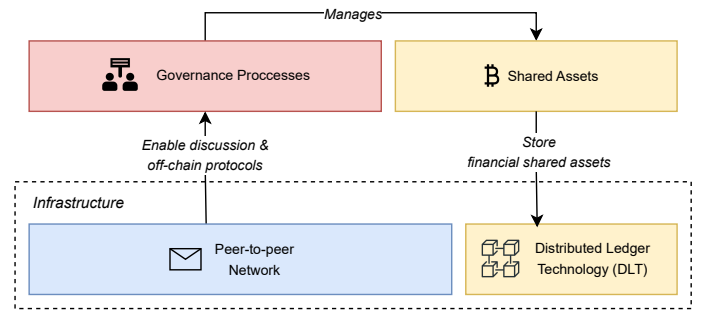 Manages
Governance Proccesses
Shared Assets
Enable discussion &
off-chain protocols
Store
financial shared assets
Infrastructure
Peer-to-peer
Network
Distributed Ledger
Technology (DLT)